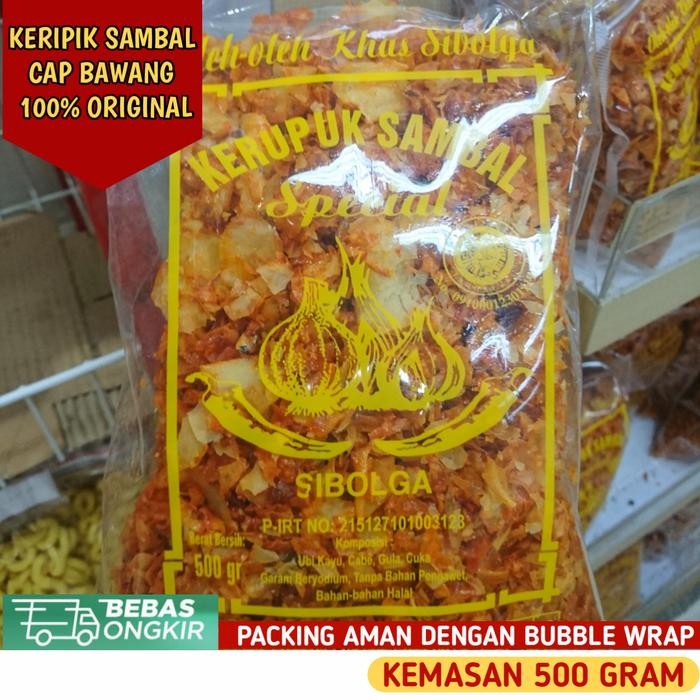 KERIPIK SAMBAL
CAP BAWANG
100% ORIGINAL
Oleh-oleh Khas Sibolga
KERUPUK SAMBAL
Special
SIBOLGA
P-IRT NO: 215127101003128
Berat Bersih:
500 gr
Komposisi :
Ubi Kayu, Cabe, Gula, Cuka
Garam Beryodium, Tanpa Bahan Pengawet,
Bahan-bahan Halal
BEBAS
ONGKIR
PACKING AMAN DENGAN BUBBLE WRAP
KEMASAN 500 GRAM